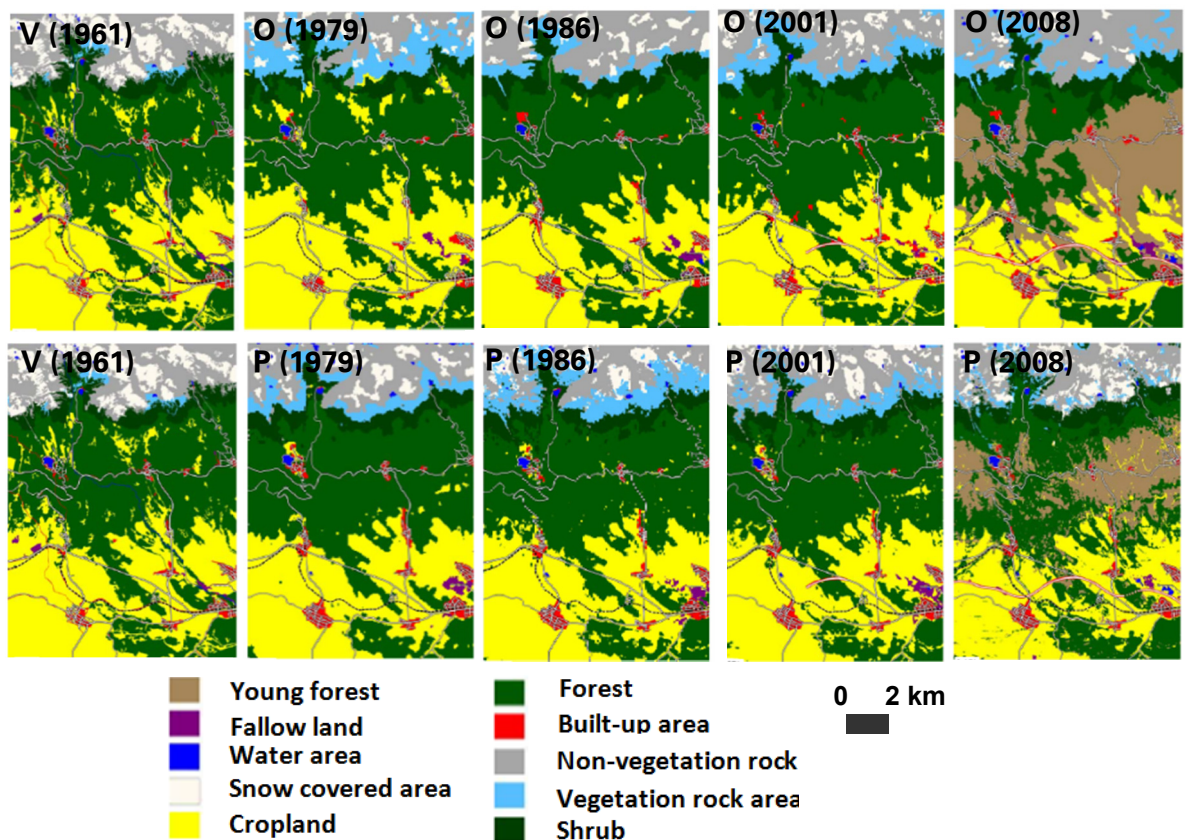 V (1961) O (1979) O (1986) O (2001) O (2008)
V (1961) P (1979) P (1986) P (2001) P (2008)
Young forest
Fallow land
Water area
Snow covered area
Cropland
Forest
Built-up area
Non-vegetation rock
Vegetation rock area
Shrub
0 2 km